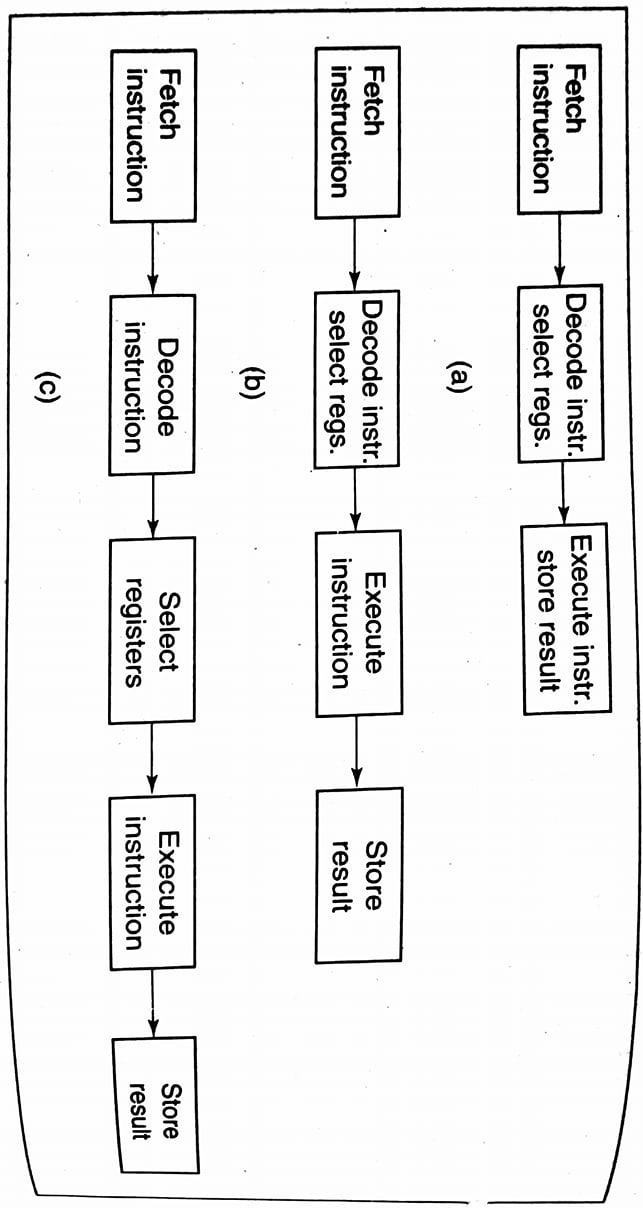 Fetch
instruction
Decode instr.
select regs.
Execute instr.
store result
(a)
Fetch
instruction
Decode instr.
select regs.
Execute
instruction
Store
result
(b)
Fetch
instruction
Decode
instruction
Select
registers
Execute
instruction
Store
result
(c)